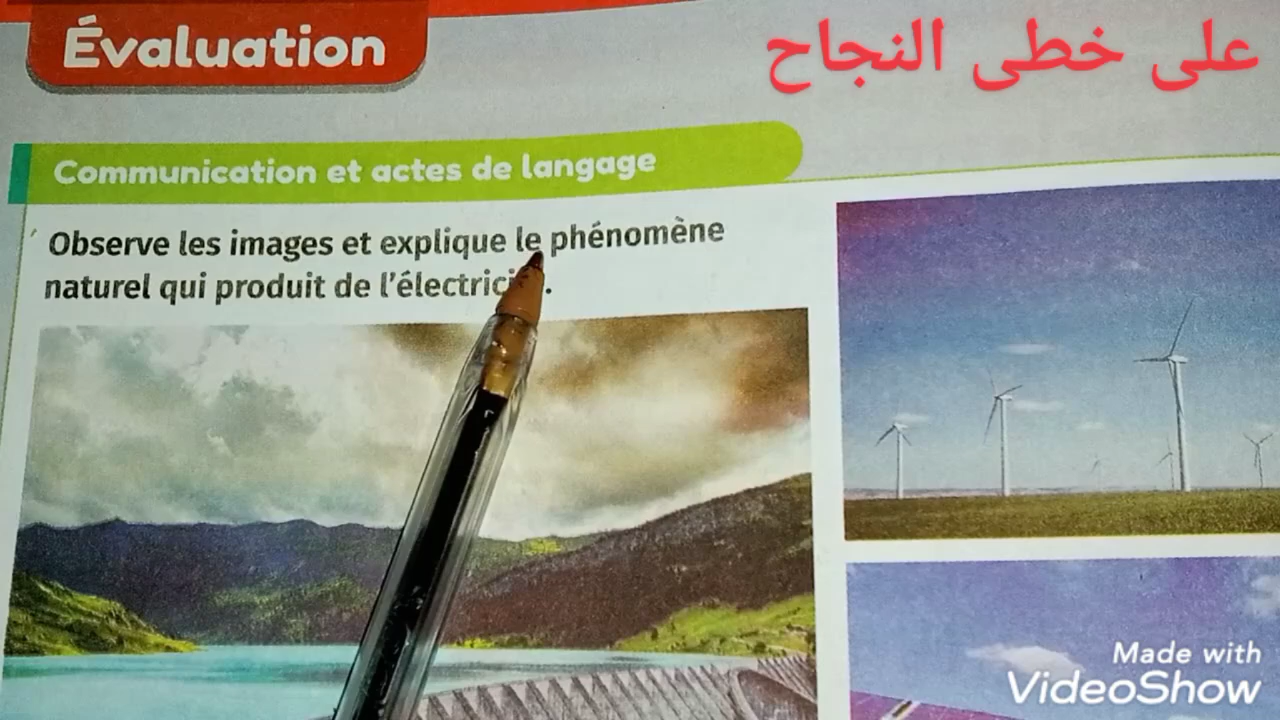 Évaluation
على خطى النجاح
Communication et actes de langage
Observe les images et explique le phénomène
naturel qui produit de l'électrici .
Made with
VideoShow